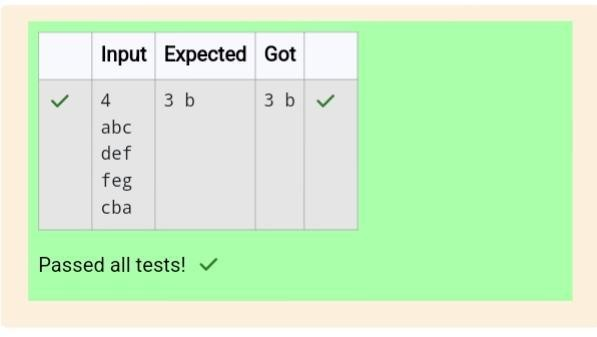 Input Expected Got
4 3 b 3 b
abc
def
feg
cba
Passed all tests!